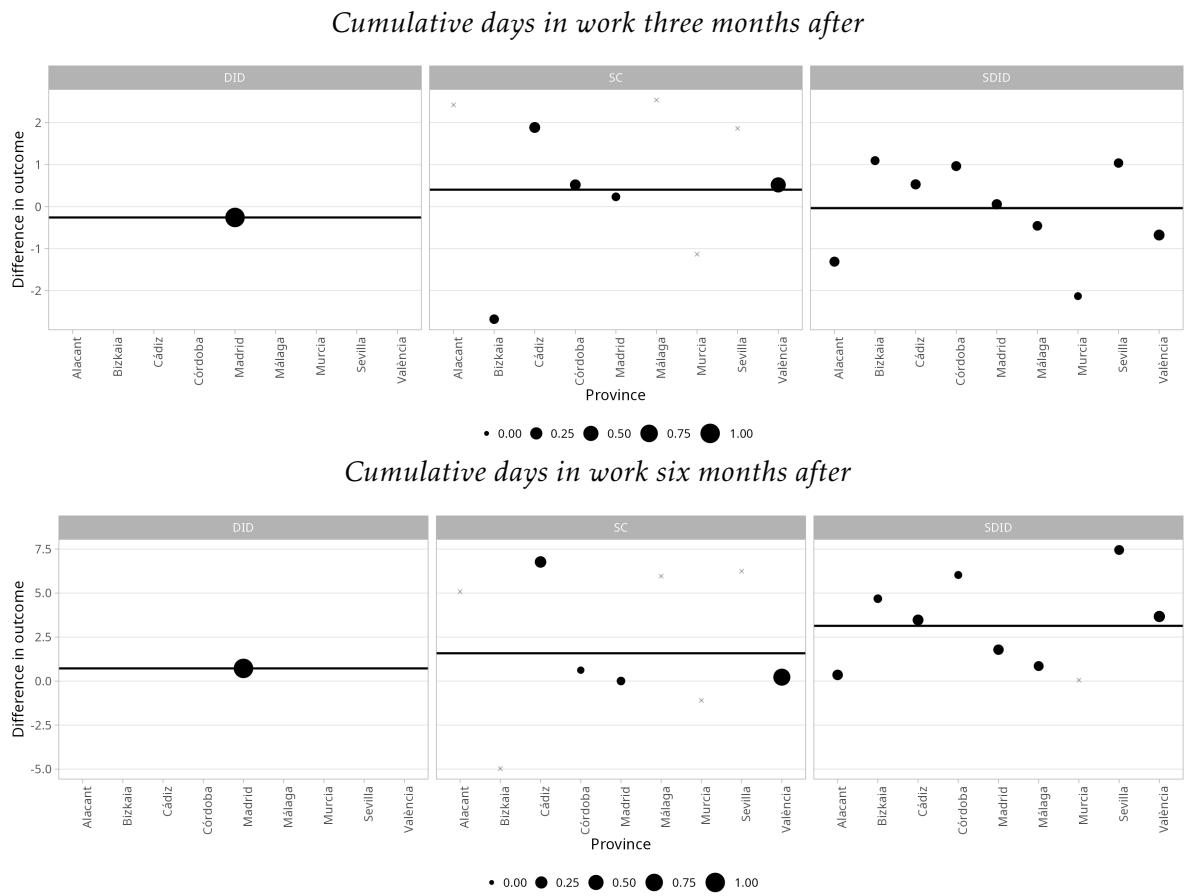 Cumulative days in work three months after
DID SC SDID
Difference in outcome
2
1
0
-1
-2
Alacant Bizkaia Cádiz Córdoba Madrid Málaga Murcia Sevilla València Alacant Bizkaia Cádiz Córdoba Madrid Málaga Murcia Sevilla València Alacant Bizkaia Cádiz Córdoba Madrid Málaga Murcia Sevilla València
Province
0.00 0.25 0.50 0.75 1.00
Cumulative days in work six months after
DID SC SDID
Difference in outcome
7.5
5.0
2.5
0.0
-2.5
-5.0
Alacant Bizkaia Cádiz Córdoba Madrid Málaga Murcia Sevilla València Alacant Bizkaia Cádiz Córdoba Madrid Málaga Murcia Sevilla València Alacant Bizkaia Cádiz Córdoba Madrid Málaga Murcia Sevilla València
Province
0.00 0.25 0.50 0.75 1.00